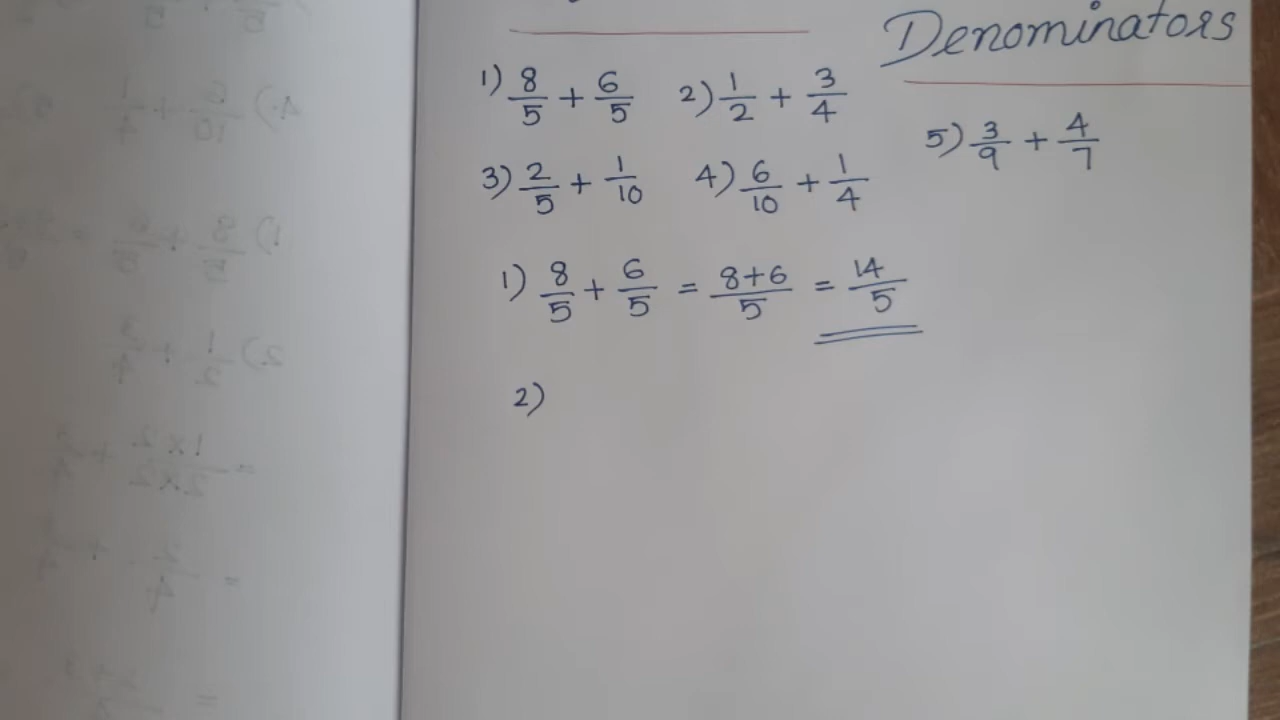 Denominators
1) 8/5 + 6/5 2) 1/2 + 3/4
3) 2/5 + 1/10 4) 6/10 + 1/4
5) 3/9 + 4/7
1) 8/5 + 6/5 = 8+6/5 = 14/5
2)